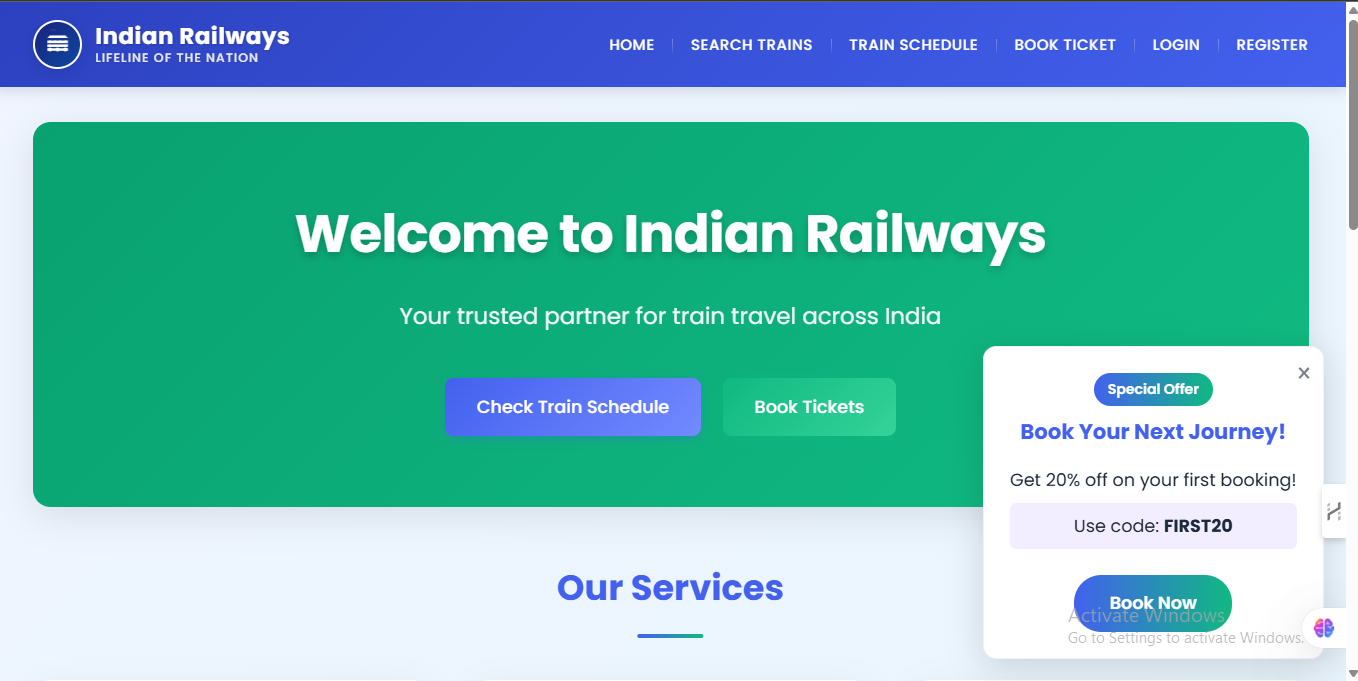 Indian Railways
LIFELINE OF THE NATION
HOME
SEARCH TRAINS
TRAIN SCHEDULE
BOOK TICKET
LOGIN
REGISTER
Welcome to Indian Railways
Your trusted partner for train travel across India
Check Train Schedule
Book Tickets
×
Special Offer
Book Your Next Journey!
Get 20% off on your first booking!
Use code: FIRST20
Book Now
Our Services
Activate Windows
Go to Settings to activate Windows.